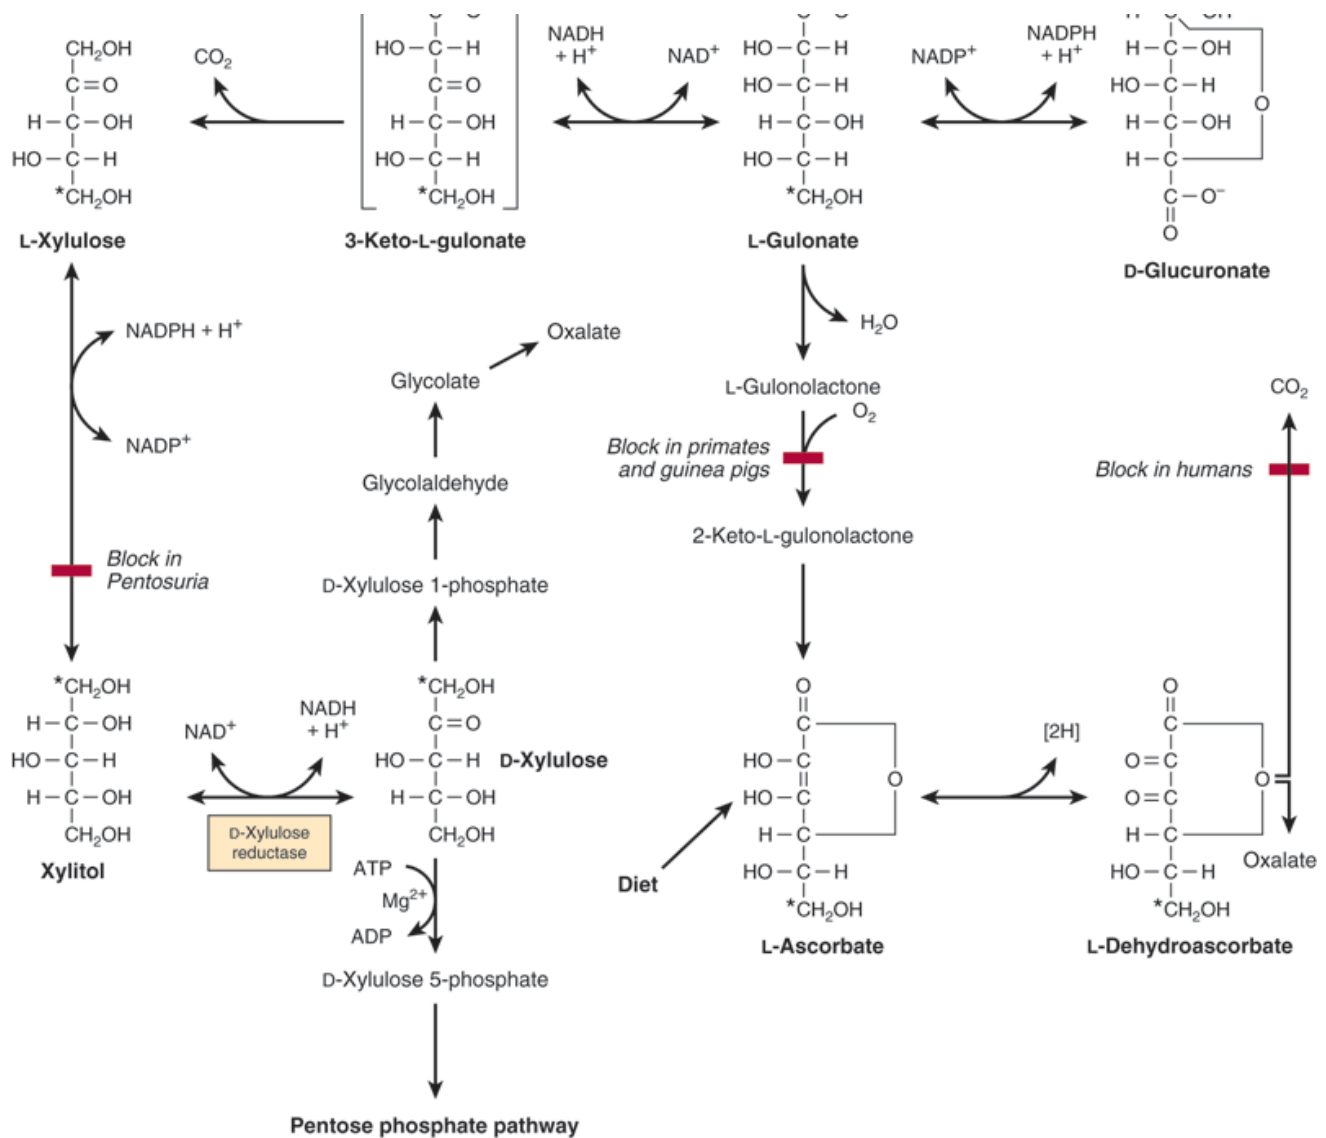 CH₂OH
C=O
H–C–OH
HO–C–H
*CH₂OH
L-Xylulose
CO₂
HO–C–H
C=O
H–C–OH
HO–C–H
*CH₂OH
3-Keto-L-gulonate
NADH
+ H⁺
NAD⁺
HO–C–H
HO–C–H
H–C–OH
HO–C–H
*CH₂OH
L-Gulonate
NADP⁺
NADPH
+ H⁺
H–C–OH
HO–C–H
O
H–C–OH
H–C
C–O⁻
O
D-Glucuronate
NADPH + H⁺
NADP⁺
Block in
Pentosuria
Oxalate
Glycolate
Glycolaldehyde
D-Xylulose 1-phosphate
H₂O
L-Gulonolactone
O₂
Block in primates
and guinea pigs
2-Keto-L-gulonolactone
CO₂
Block in humans
*CH₂OH
H–C–OH
HO–C–H
H–C–OH
CH₂OH
Xylitol
NAD⁺
NADH
+ H⁺
D-Xylulose
reductase
*CH₂OH
C=O
HO–C–H
H–C–OH
CH₂OH
D-Xylulose
ATP
Mg²⁺
ADP
D-Xylulose 5-phosphate
Pentose phosphate pathway
Diet
O
C
HO–C
HO–C
O
H–C
HO–C–H
*CH₂OH
L-Ascorbate
[2H]
O
C
O=C
O=C
O
H–C
HO–C–H
*CH₂OH
L-Dehydroascorbate
Oxalate